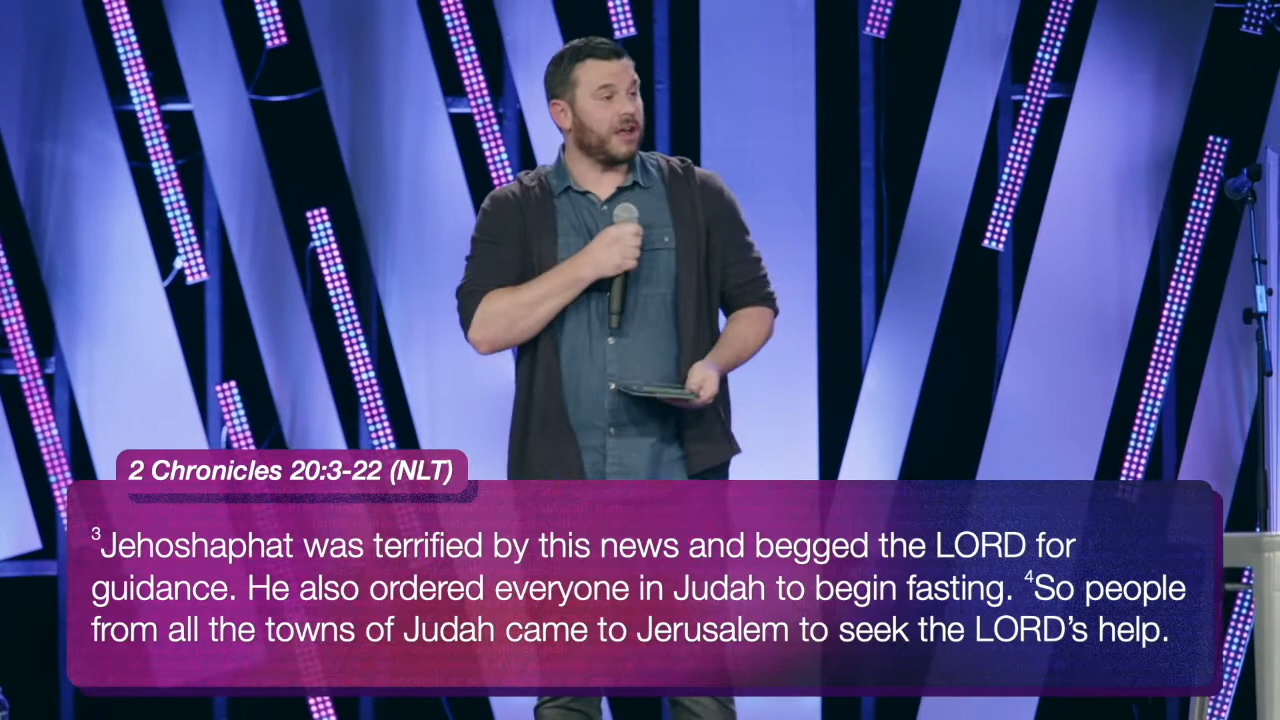 2 Chronicles 20:3-22 (NLT)
³Jehoshaphat was terrified by this news and begged the LORD for
guidance. He also ordered everyone in Judah to begin fasting. ⁴So people
from all the towns of Judah came to Jerusalem to seek the LORD’s help.